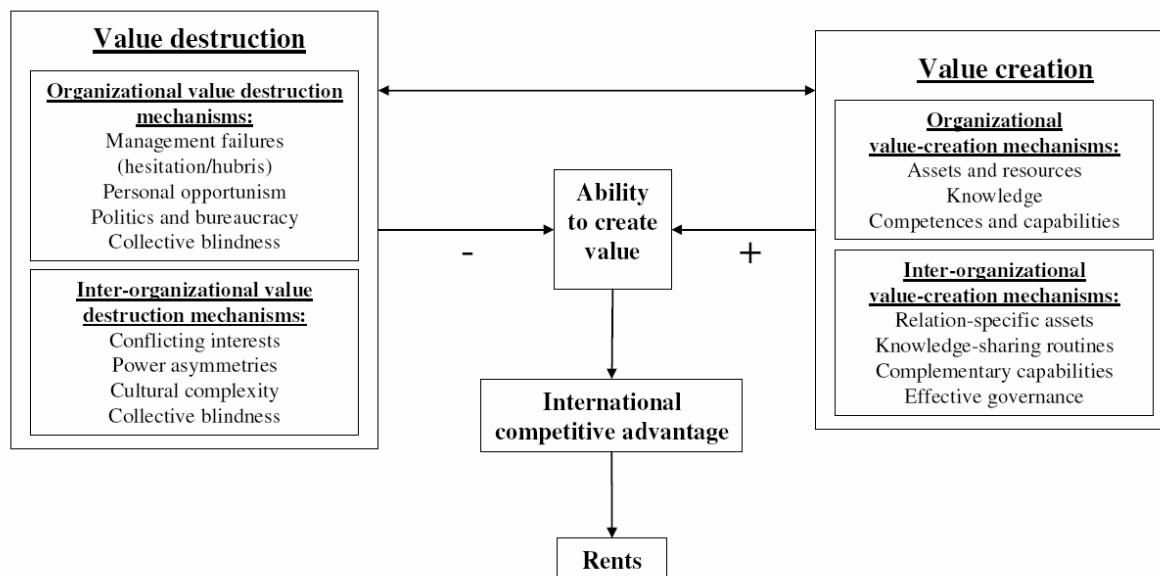 Value destruction
Organizational value destruction
mechanisms:
Management failures
(hesitation/hubris)
Personal opportunism
Politics and bureaucracy
Collective blindness
Inter-organizational value
destruction mechanisms:
Conflicting interests
Power asymmetries
Cultural complexity
Collective blindness
-
Ability
to create
value
+
International
competitive advantage
Rents
Value creation
Organizational
value-creation mechanisms:
Assets and resources
Knowledge
Competences and capabilities
Inter-organizational
value-creation mechanisms:
Relation-specific assets
Knowledge-sharing routines
Complementary capabilities
Effective governance